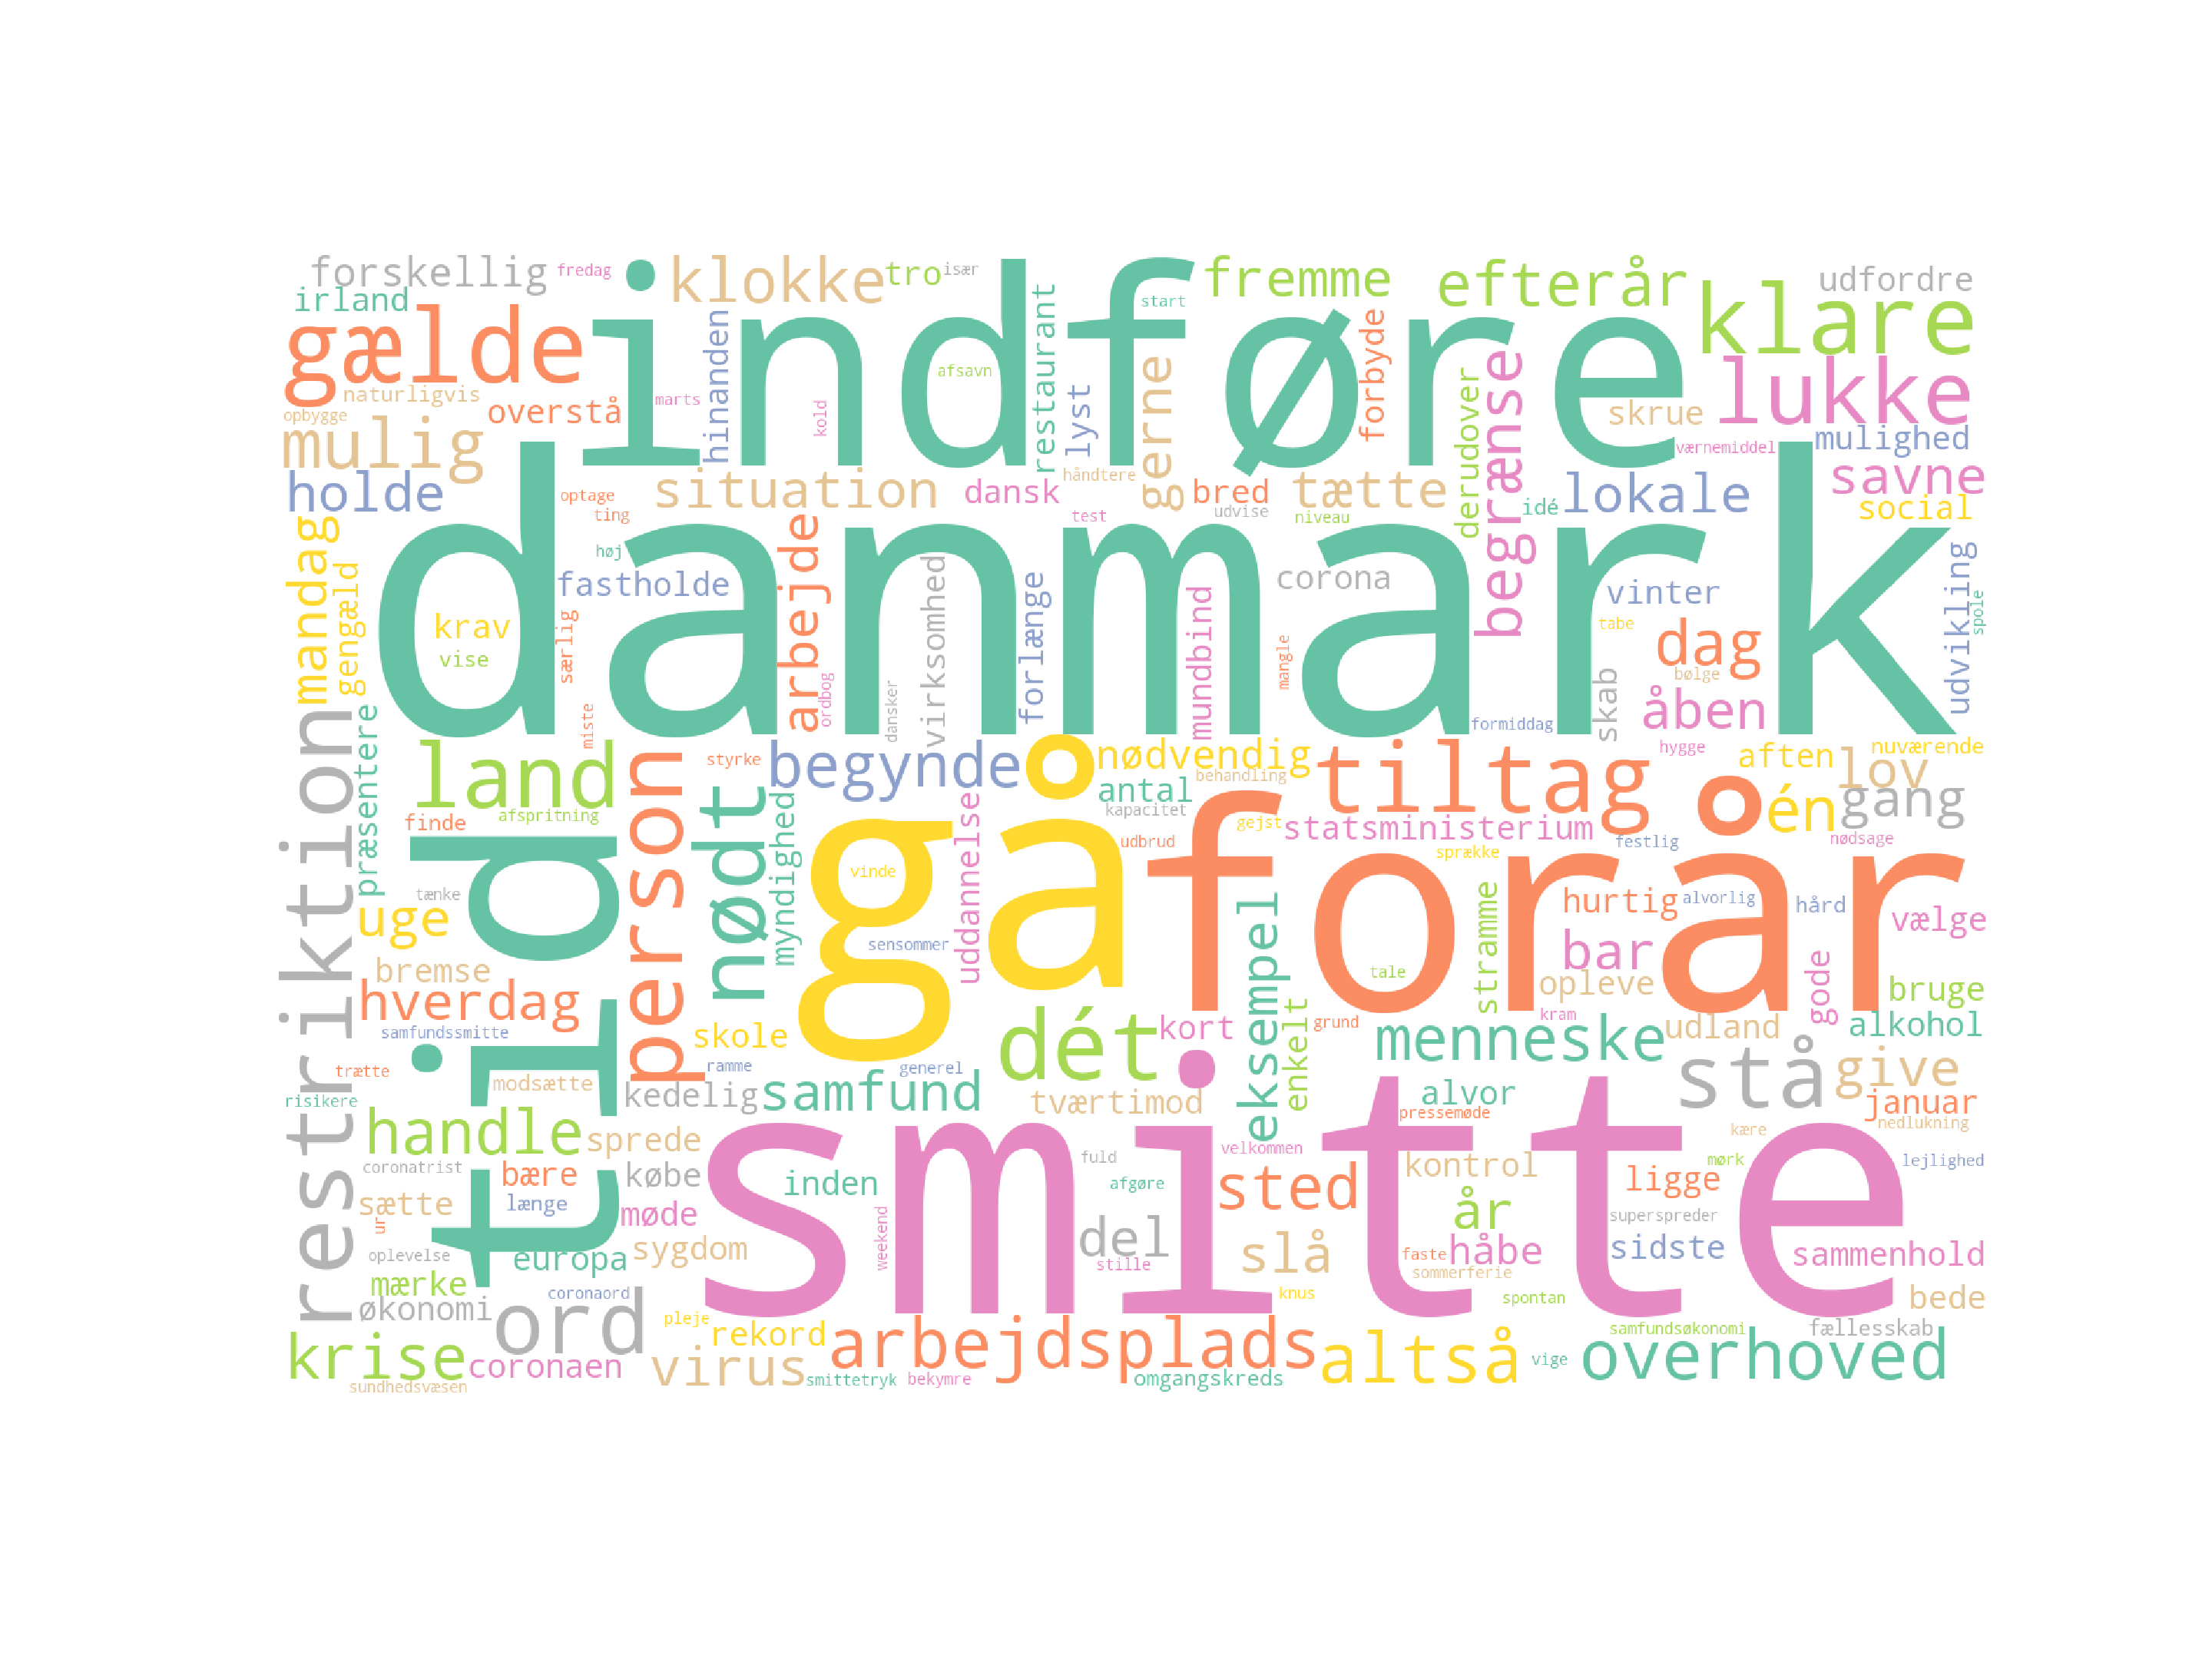 forskellig
fredag
indføre
klokke
tro
især
start
fremme
efterår
klare
udfordre
irland
gælde
hinanden
restaurant
forbyde
lukke
naturligvis
opbygge
overstå
marts
kold
afsavn
lyst
gerne
derudover
begrænse
skrue
værnemiddel
mulighed
mulig
holde
optage
ting
situation
dansk
håndtere
test
bred
udvise
tætte
niveau
idé
lokale
savne
social
danmark
mandag
gengæld
høj
fastholde
arbejde
virksomhed
forlænge
mundbind
corona
vinter
tabe
udvikling
spole
krav
vise
særlig
ordbog
dansker
mangle
skab
dag
bølge
åben
miste
formiddag
restriktion
præsentere
land
person
styrke
nødt
begynde
nødvendig
behandling
antal
kapacitet
tiltag
hygge
aften
lov
nuværende
én
gang
afspritning
finde
tid
myndighed
uddannelse
gå
vinde
udbrud
gejst
statsministerium
sprække
festlig
nødsage
forår
tænke
uge
sensommer
eksempel
tale
stramme
hurtig
alvorlig
hård
vælge
bar
bremse
hverdag
opleve
gode
bruge
samfundssmitte
skole
dét
kort
enkelt
grund
kram
menneske
udland
alkohol
trætte
modsætte
ramme
generel
stå
give
risikere
kedelig
samfund
tværtimod
alvor
januar
pressemøde
kære
nedlukning
handle
sprede
smitte
coronatrist
bære
købe
inden
fuld
velkommen
afgøre
sted
kontrol
mørk
ligge
lejlighed
sætte
længe
møde
år
superspreder
ur
oplevelse
europa
sygdom
weekend
del
stille
slå
faste
håbe
sommerferie
sidste
sammenhold
mærke
coronaord
knus
spontan
bede
økonomi
ord
pleje
rekord
arbejdsplads
altså
samfundsøkonomi
fællesskab
krise
coronaen
virus
smittetryk
bekymre
omgangskreds
vige
overhoved
sundhedsvæsen